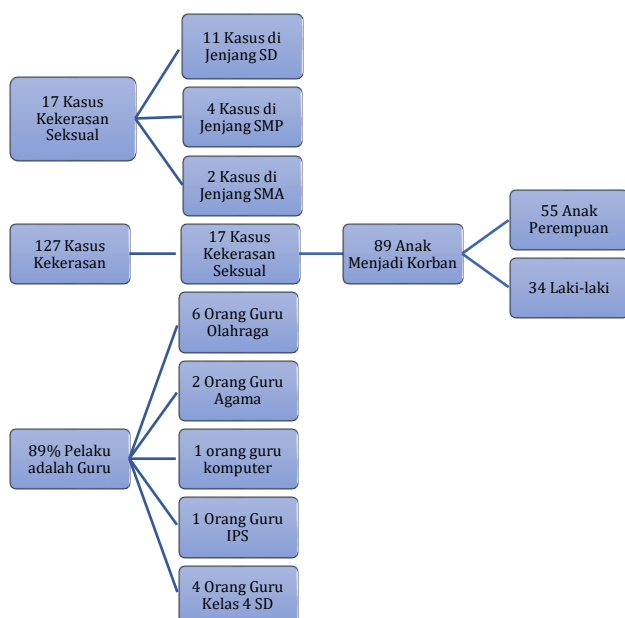 17 Kasus
Kekerasan
Seksual
11 Kasus di
Jenjang SD
4 Kasus di
Jenjang SMP
2 Kasus di
Jenjang SMA
127 Kasus
Kekerasan
17 Kasus
Kekerasan
Seksual
89 Anak
Menjadi Korban
55 Anak
Perempuan
34 Laki-laki
89% Pelaku
adalah Guru
6 Orang Guru
Olahraga
2 Orang Guru
Agama
1 orang guru
komputer
1 Orang Guru
IPS
4 Orang Guru
Kelas 4 SD